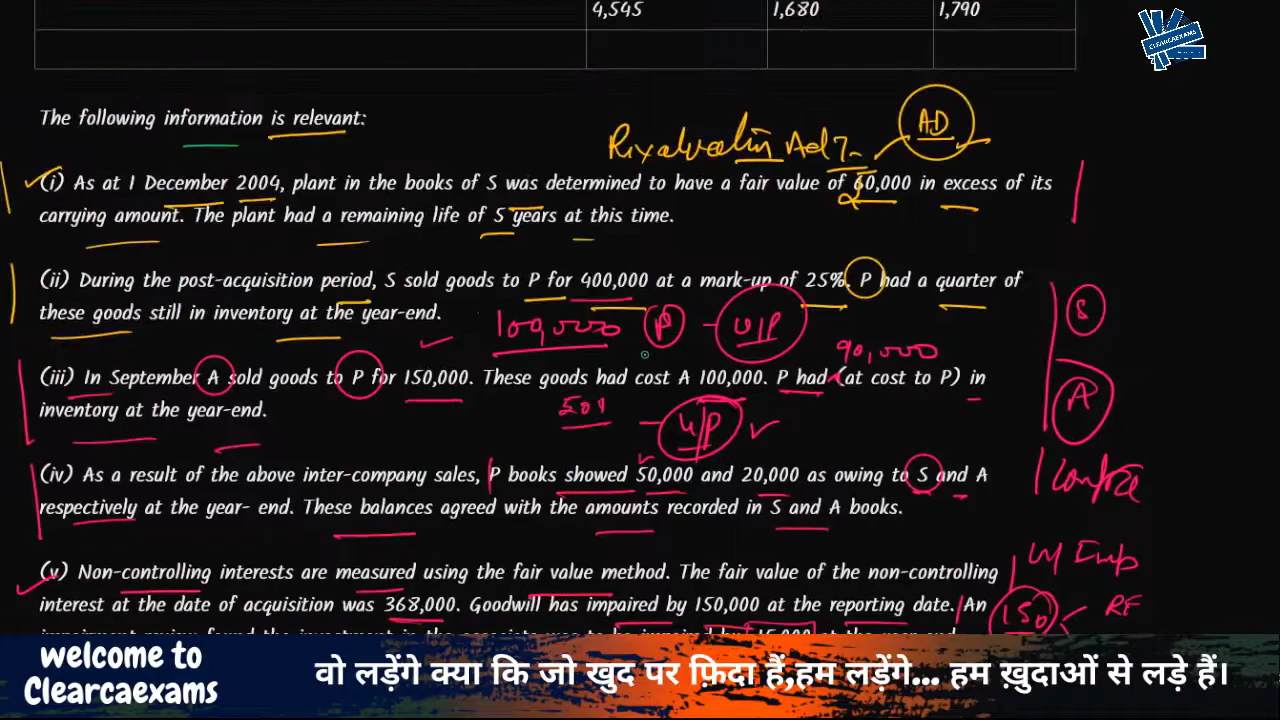 4,545 1,680 1,790
CLEARCAEXAMS
The following information is relevant:
AD
(i) As at 1 December 2004, plant in the books of S was determined to have a fair value of 60,000 in excess of its
carrying amount. The plant had a remaining life of 5 years at this time.
(ii) During the post-acquisition period, S sold goods to P for 400,000 at a mark-up of 25%. P had a quarter of
these goods still in inventory at the year-end.
100,000 P U/P S
90,000
(iii) In September A sold goods to P for 150,000. These goods had cost A 100,000. P had (at cost to P) in
inventory at the year-end.
50% U/P A
(iv) As a result of the above inter-company sales, P books showed 50,000 and 20,000 as owing to S and A
respectively at the year- end. These balances agreed with the amounts recorded in S and A books.
(v) Non-controlling interests are measured using the fair value method. The fair value of the non-controlling
interest at the date of acquisition was 368,000. Goodwill has impaired by 150,000 at the reporting date. An
150 RE
welcome to
Clearcaexams
वो लड़ेंगे क्या कि जो खुद पर फ़िदा हैं,हम लड़ेंगे... हम ख़ुदाओं से लड़े हैं।